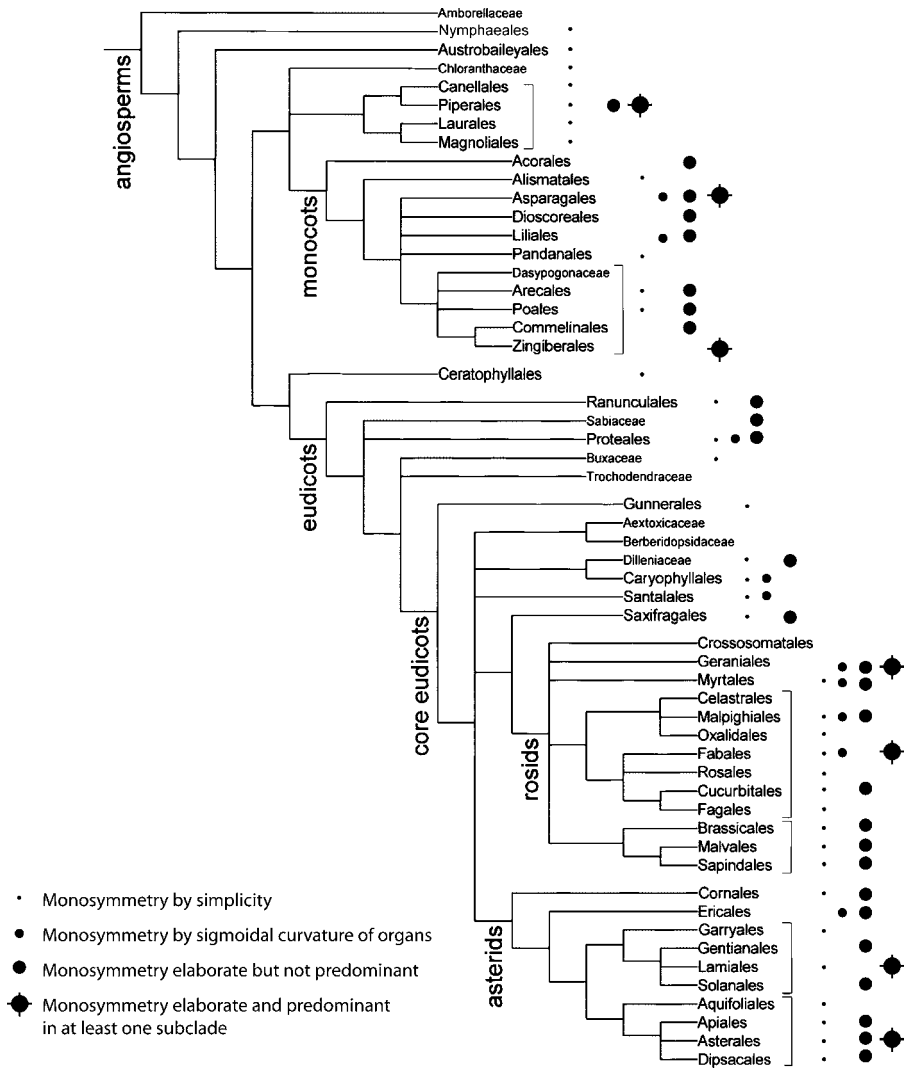 Amborellaceae
Nymphaeales
Austrobaileyales
Chloranthaceae
Canellales
Piperales
Laurales
Magnoliales
angiosperms
Acorales
Alismatales
Asparagales
Dioscoreales
Liliales
Pandanales
Dasypogonaceae
Arecales
Poales
Commelinales
Zingiberales
monocots
Ceratophyllales
Ranunculales
Sabiaceae
Proteales
Buxaceae
Trochodendraceae
eudicots
Gunnerales
Aextoxicaceae
Berberidopsidaceae
Dilleniaceae
Caryophyllales
Santalales
Saxifragales
core eudicots
Crossosomatales
Geraniales
Myrtales
Celastrales
Malpighiales
Oxalidales
Fabales
Rosales
Cucurbitales
Fagales
Brassicales
Malvales
Sapindales
rosids
Cornales
Ericales
Garryales
Gentianales
Lamiales
Solanales
Aquifoliales
Apiales
Asterales
Dipsacales
asterids
Monosymmetry by simplicity
Monosymmetry by sigmoidal curvature of organs
Monosymmetry elaborate but not predominant
Monosymmetry elaborate and predominant
in at least one subclade